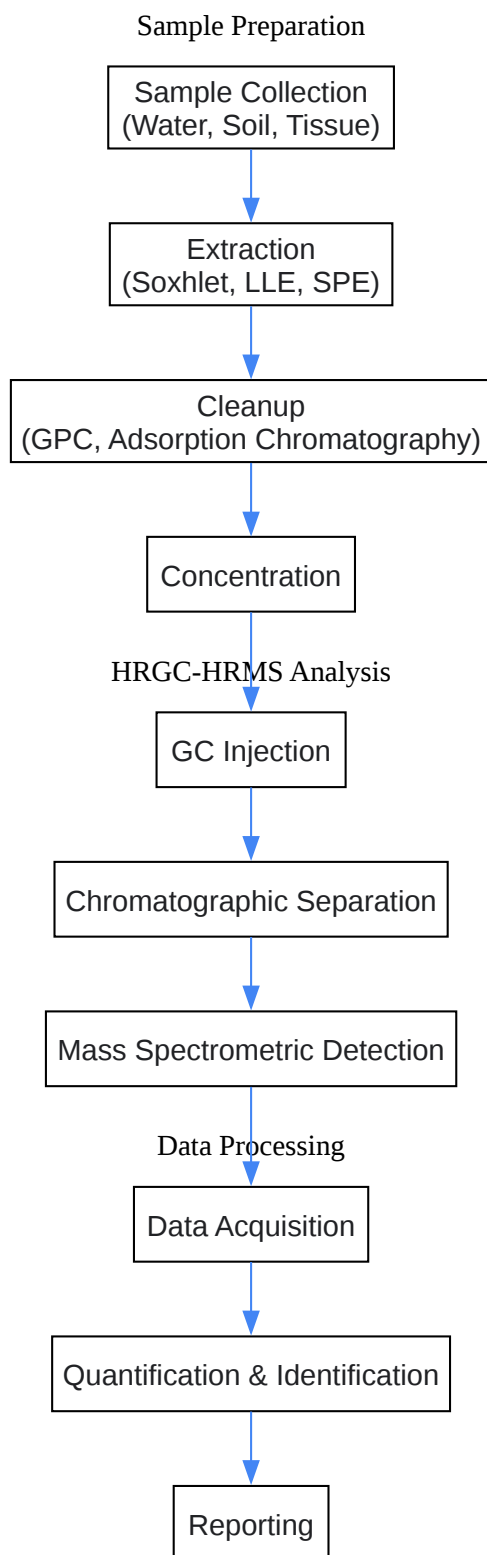 Sample Preparation
Sample Collection
(Water, Soil, Tissue)
Extraction
(Soxhlet, LLE, SPE)
Cleanup
(GPC, Adsorption Chromatography)
Concentration
HRGC-HRMS Analysis
GC Injection
Chromatographic Separation
Mass Spectrometric Detection
Data Processing
Data Acquisition
Quantification & Identification
Reporting